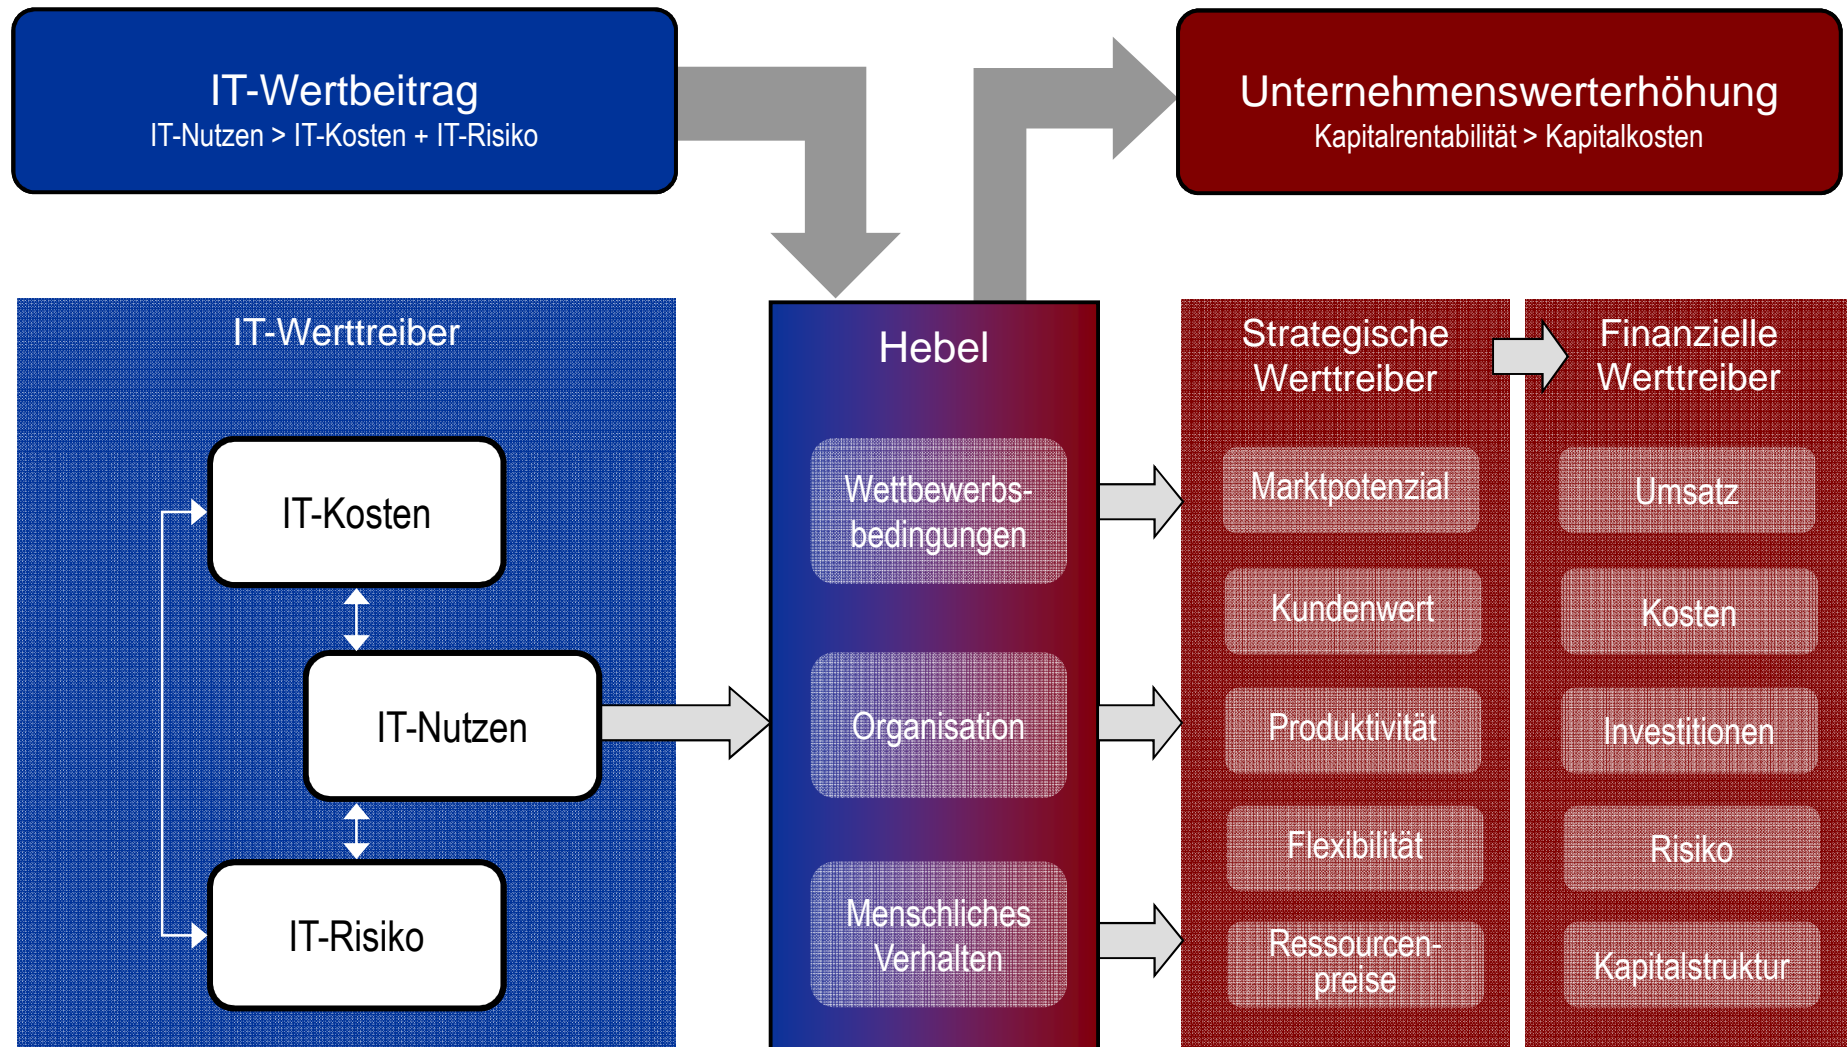 IT-Wertbeitrag
IT-Nutzen > IT-Kosten + IT-Risiko
Unternehmenswerterhöhung
Kapitalrentabilität > Kapitalkosten
IT-Werttreiber
IT-Kosten
IT-Nutzen
IT-Risiko
Hebel
Wettbewerbs-
bedingungen
Organisation
Menschliches
Verhalten
Strategische
Werttreiber
Marktpotenzial
Kundenwert
Produktivität
Flexibilität
Ressourcen-
preise
Finanzielle
Werttreiber
Umsatz
Kosten
Investitionen
Risiko
Kapitalstruktur